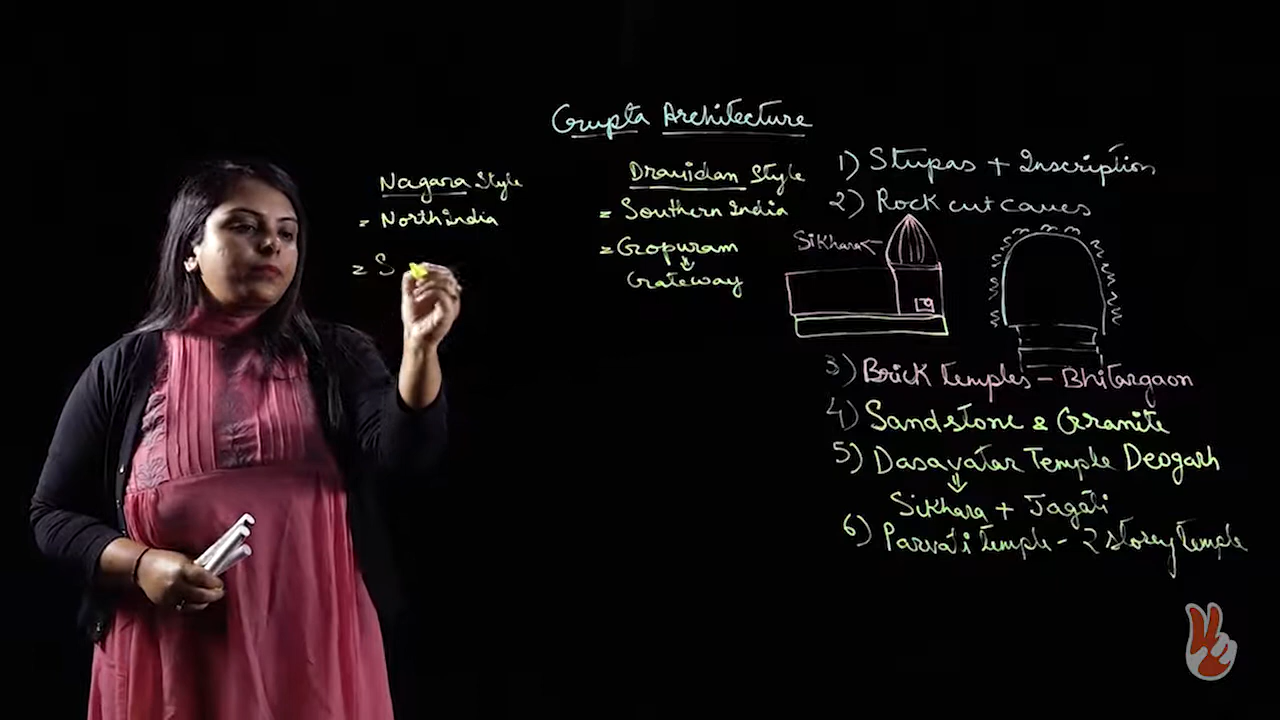 Gupta Architecture
Nagara Style
= North India
= S
Dravidan Style
= Southern India
= Gopuram
Gateway
1) Stupas + Inscription
2) Rock cut caves
Sikhara
3) Brick temples - Bhitargaon
4) Sandstone & Granite
5) Dasavatar Temple Deogarh
Sikhara + Jagati
6) Parvati temple - 2 storey temple